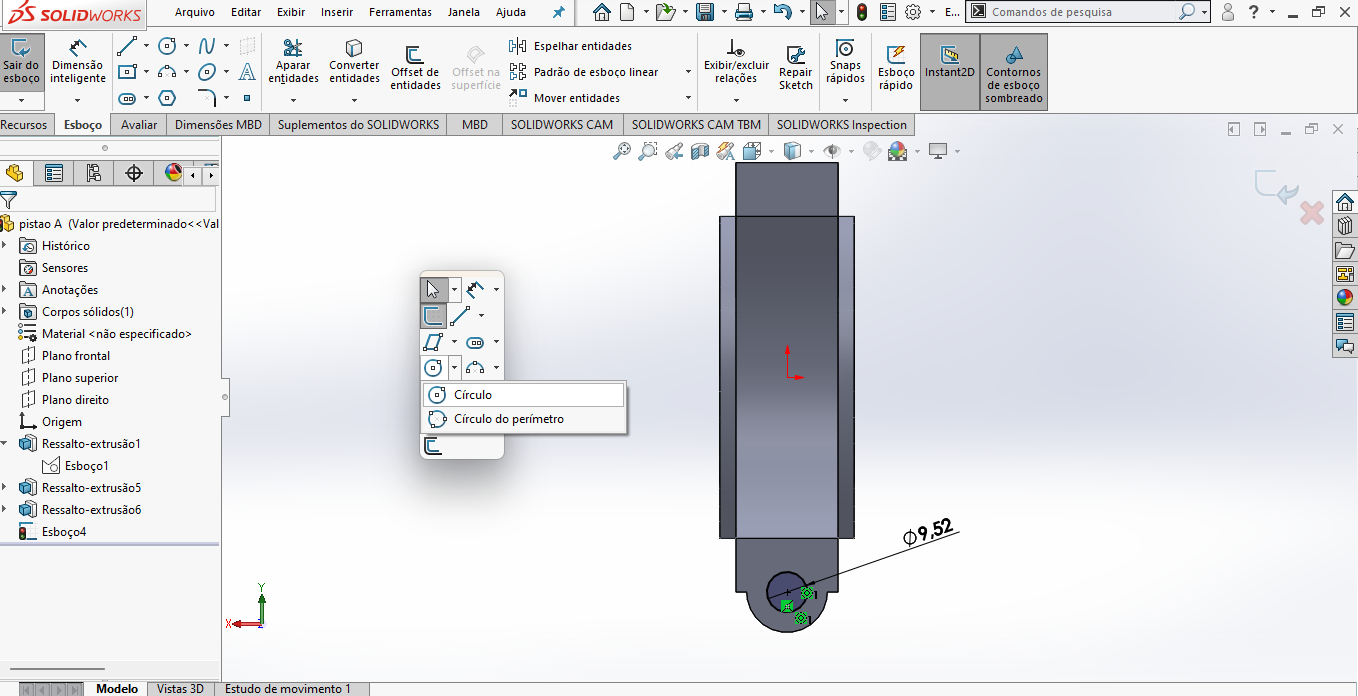 SOLIDWORKS
Arquivo Editar Exibir Inserir Ferramentas Janela Ajuda
E...
Comandos de pesquisa
Sair do esboço
Dimensão inteligente
Aparar entidades
Converter entidades
Offset de entidades
Offset na superfície
Espelhar entidades
Padrão de esboço linear
Mover entidades
Exibir/excluir relações
Repair Sketch
Snaps rápidos
Esboço rápido
Instant2D
Contornos de esboço sombreado
Recursos Esboço Avaliar Dimensões MBD Suplementos do SOLIDWORKS MBD SOLIDWORKS CAM SOLIDWORKS CAM TBM SOLIDWORKS Inspection
pistao A (Valor predeterminado<<Val
Histórico
Sensores
Anotações
Corpos sólidos(1)
Material <não especificado>
Plano frontal
Plano superior
Plano direito
Origem
Ressalto-extrusão1
Esboço1
Ressalto-extrusão5
Ressalto-extrusão6
Esboço4
Círculo
Círculo do perímetro
Ø9,52
1
1
Y
X
Z
Modelo Vistas 3D Estudo de movimento 1